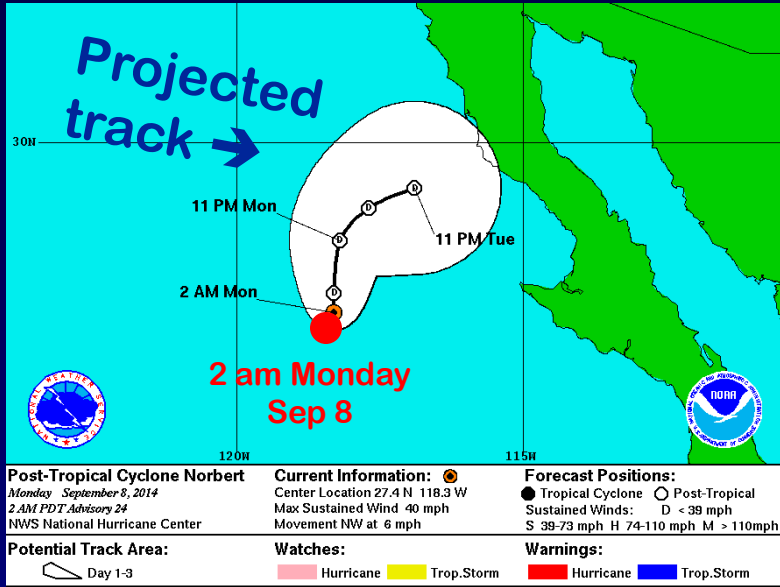 Projected
track
30N
11 PM Mon
11 PM Tue
2 AM Mon
2 am Monday
Sep 8
NATIONAL WEATHER SERVICE
NOAA
120W
115W
Post-Tropical Cyclone Norbert
Monday September 8, 2014
2 AM PDT Advisory 24
NWS National Hurricane Center
Current Information:
Center Location 27.4 N 118.3 W
Max Sustained Wind 40 mph
Movement NW at 6 mph
Forecast Positions:
Tropical Cyclone Post-Tropical
Sustained Winds: D < 39 mph
S 39-73 mph H 74-110 mph M > 110mph
Potential Track Area:
Day 1-3
Watches:
Hurricane Trop.Storm
Warnings:
Hurricane Trop.Storm
D
D
D
D